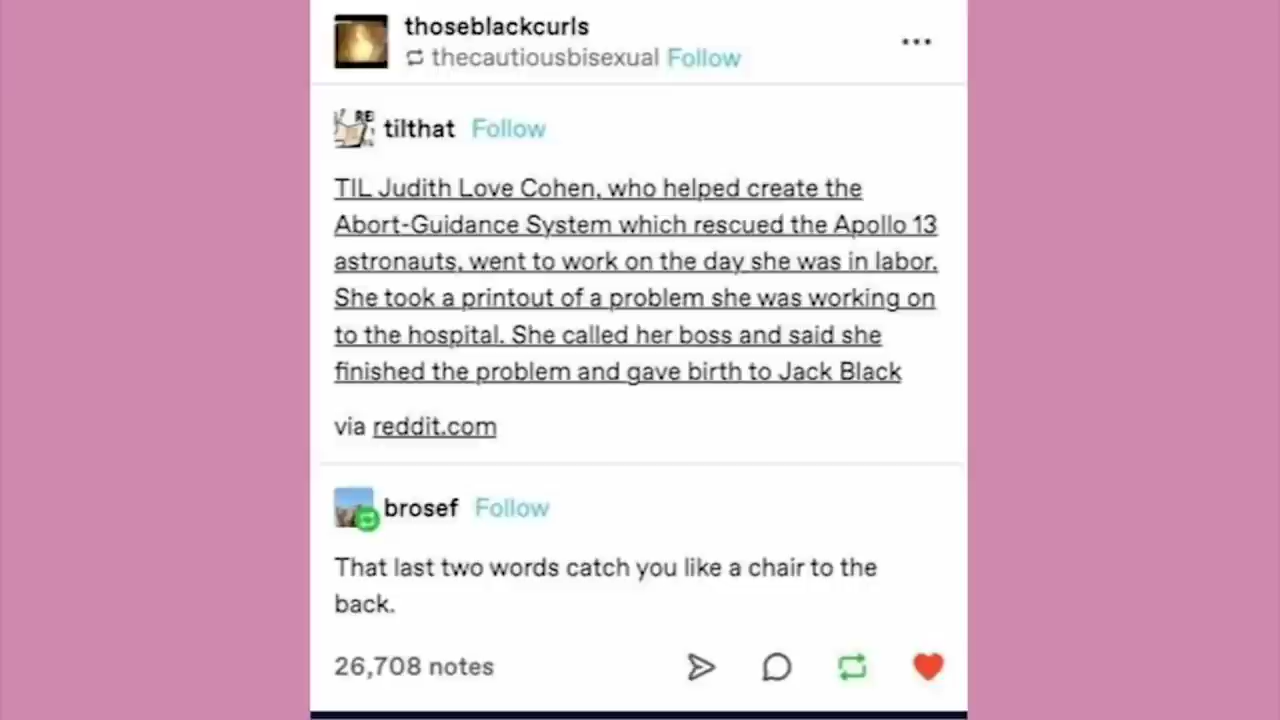 thoseblackcurls
thecautiousbisexual Follow
tilthat Follow
TIL Judith Love Cohen, who helped create the
Abort-Guidance System which rescued the Apollo 13
astronauts, went to work on the day she was in labor.
She took a printout of a problem she was working on
to the hospital. She called her boss and said she
finished the problem and gave birth to Jack Black
via reddit.com
brosef Follow
That last two words catch you like a chair to the
back.
26,708 notes